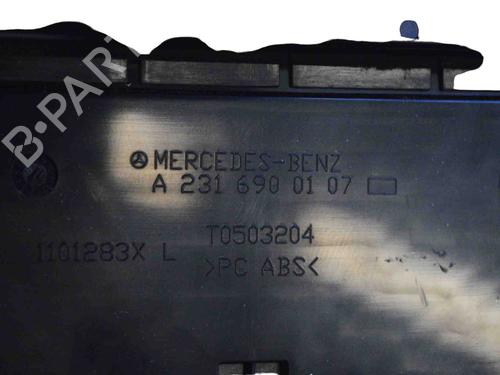 B-PARTS
MERCEDES-BENZ
A 231 690 01 07
T0503204
1101283X L
>PC ABS<